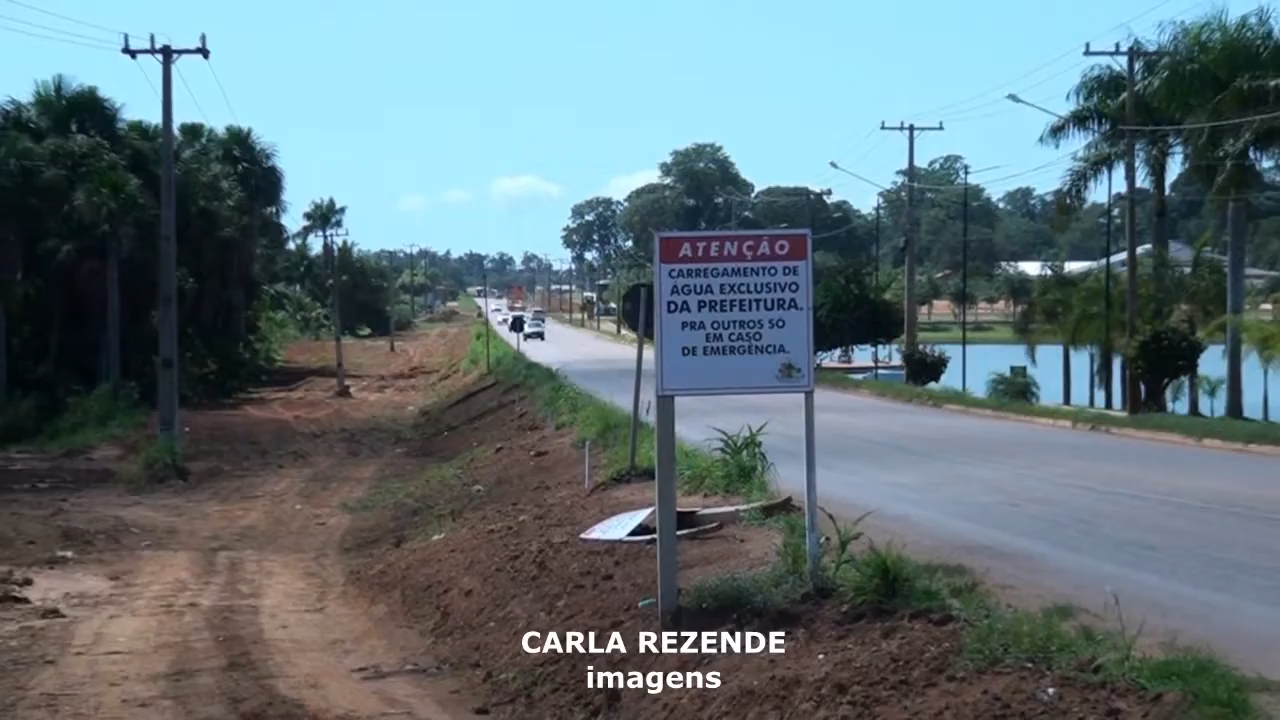 ATENÇÃO
CARREGAMENTO DE
ÁGUA EXCLUSIVO
DA PREFEITURA.
PRA OUTROS SÓ
EM CASO
DE EMERGÊNCIA.
CARLA REZENDE
imagens